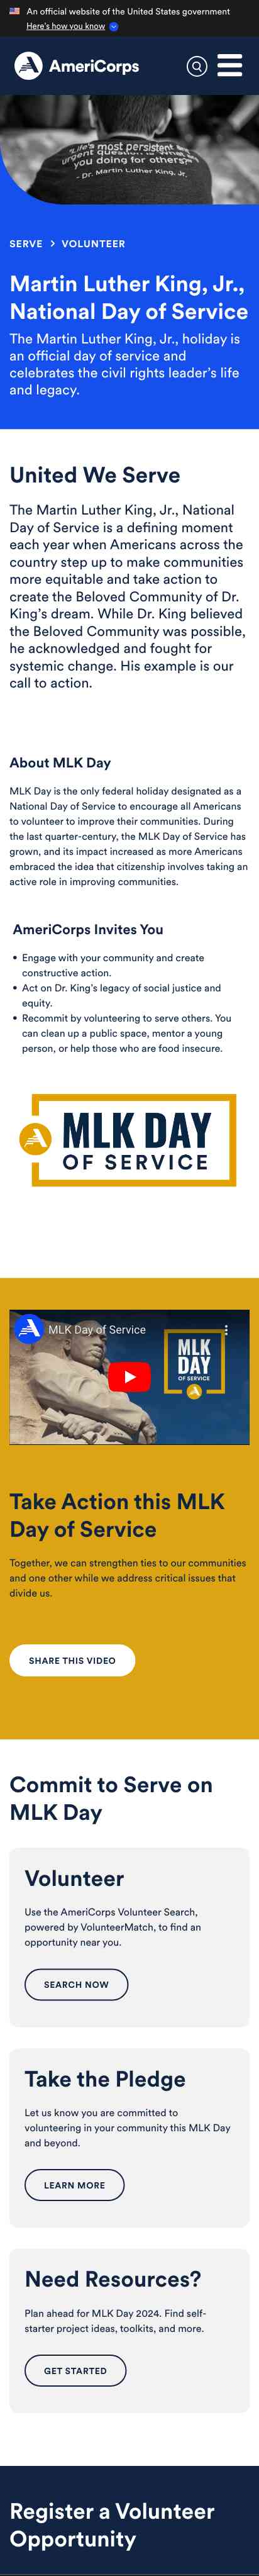 An official website of the United States government
Here's how you know
AmeriCorps
"Life's most persistent
urgent question is...
you doing for others?"
- Dr. Martin Luther King, Jr.
SERVE > VOLUNTEER
Martin Luther King, Jr.,
National Day of Service
The Martin Luther King, Jr., holiday is
an official day of service and
celebrates the civil rights leader's life
and legacy.
United We Serve
The Martin Luther King, Jr., National
Day of Service is a defining moment
each year when Americans across the
country step up to make communities
more equitable and take action to
create the Beloved Community of Dr.
King's dream. While Dr. King believed
the Beloved Community was possible,
he acknowledged and fought for
systemic change. His example is our
call to action.
About MLK Day
MLK Day is the only federal holiday designated as a
National Day of Service to encourage all Americans
to volunteer to improve their communities. During
the last quarter-century, the MLK Day of Service has
grown, and its impact increased as more Americans
embraced the idea that citizenship involves taking an
active role in improving communities.
AmeriCorps Invites You
• Engage with your community and create
constructive action.
• Act on Dr. King's legacy of social justice and
equity.
• Recommit by volunteering to serve others. You
can clean up a public space, mentor a young
person, or help those who are food insecure.
MLK DAY
OF SERVICE
MLK Day of Service
MLK
DAY
OF SERVICE
Take Action this MLK
Day of Service
Together, we can strengthen ties to our communities
and one other while we address critical issues that
divide us.
SHARE THIS VIDEO
Commit to Serve on
MLK Day
Volunteer
Use the AmeriCorps Volunteer Search,
powered by VolunteerMatch, to find an
opportunity near you.
SEARCH NOW
Take the Pledge
Let us know you are committed to
volunteering in your community this MLK Day
and beyond.
LEARN MORE
Need Resources?
Plan ahead for MLK Day 2024. Find self-
starter project ideas, toolkits, and more.
GET STARTED
Register a Volunteer
Opportunity